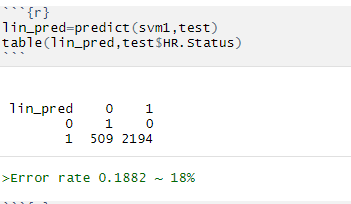 ```{r}
lin_pred=predict(svm1,test)
table(lin_pred,test$HR.Status)
```
lin_pred 0 1
0 1 0
1 509 2194
>Error rate 0.1882 ~ 18%